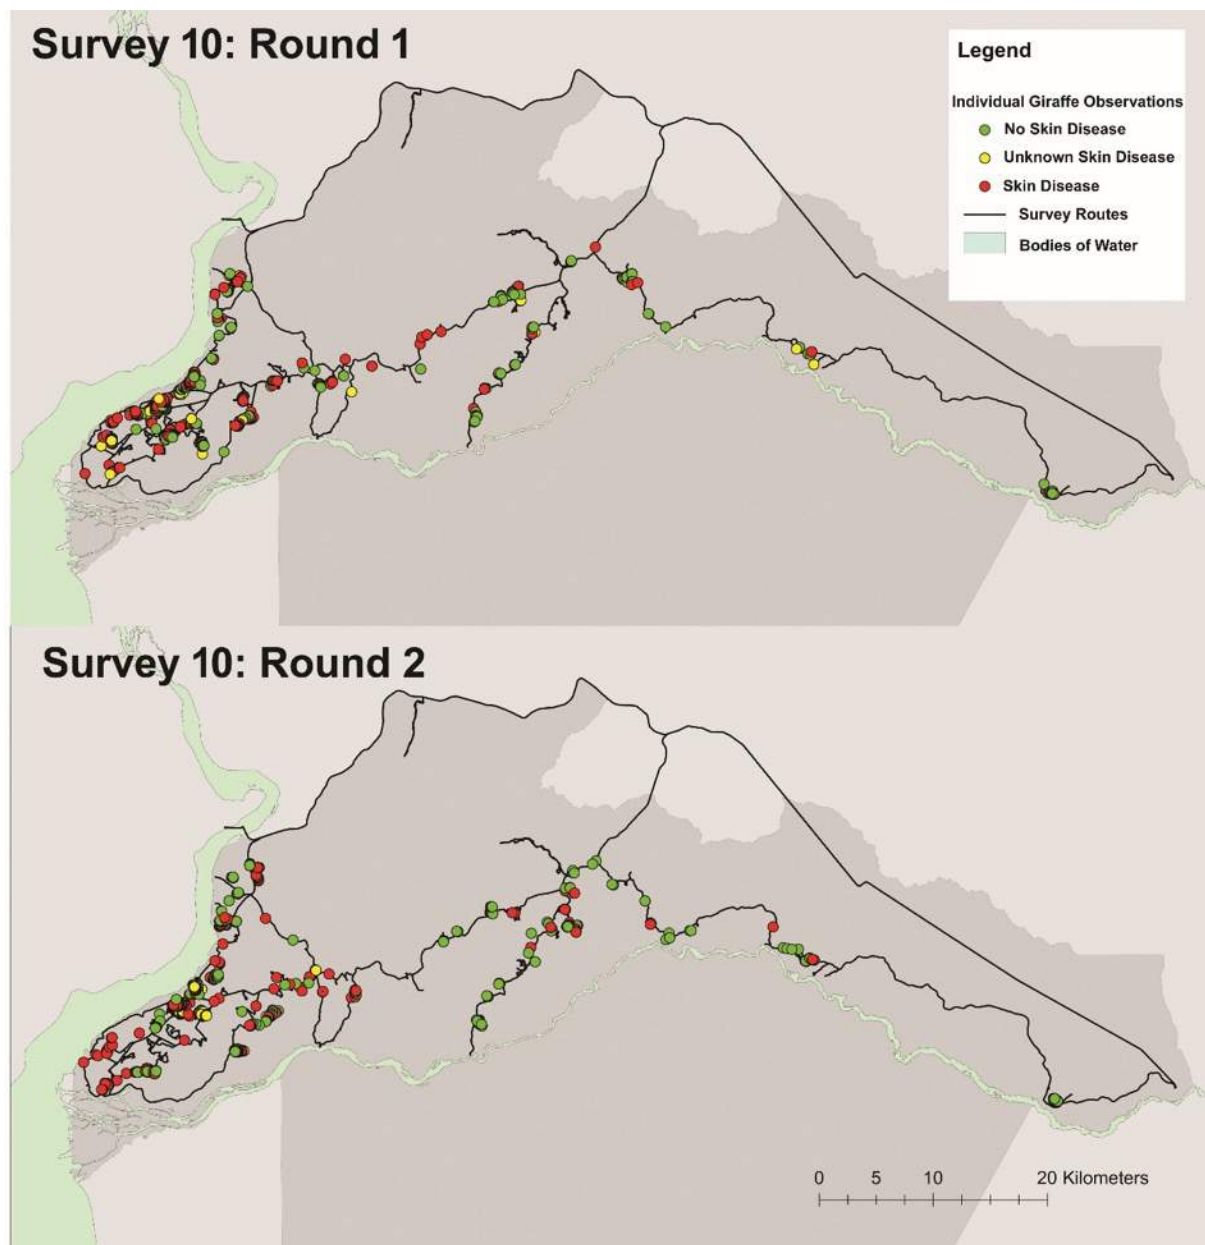 Survey 10: Round 1
Legend
Individual Giraffe Observations
No Skin Disease
Unknown Skin Disease
Skin Disease
Survey Routes
Bodies of Water
Survey 10: Round 2
0 5 10 20 Kilometers